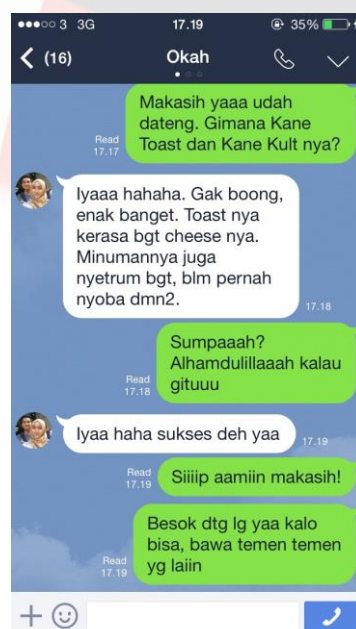 3 3G 17.19 35%
(16) Okah
Makasih yaaa udah
dateng. Gimana Kane
Toast dan Kane Kult nya?
Read
17.17
Iyaaa hahaha. Gak boong,
enak banget. Toast nya
kerasa bgt cheese nya.
Minumannya juga
nyetrum bgt, blm pernah
nyoba dmn2.
17.18
Sumpaaah?
Alhamdulillaaah kalau
gituuu
Read
17.18
Iyaa haha sukses deh yaa
17.19
Siiiip aamiin makasih!
Read
17.19
Besok dtg lg yaa kalo
bisa, bawa temen temen
yg laiin
Read
17.19